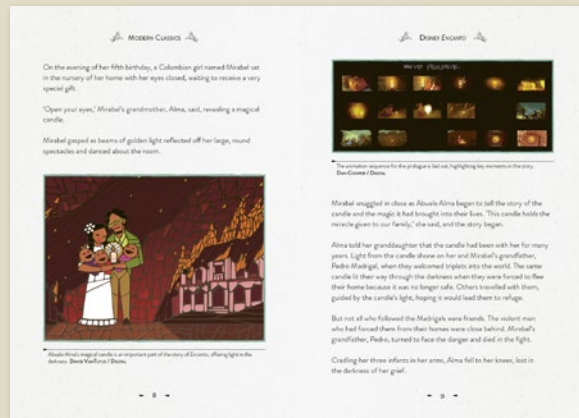 MODERN CLASSICS
On the evening of her fifth birthday, a Colombian girl named Mirabel sat
in the nursery of her home with her eyes closed, waiting to receive a very
special gift.
'Open your eyes,' Mirabel's grandmother, Alma, said, revealing a magical
candle.
Mirabel gasped as beams of golden light reflected off her large, round
spectacles and danced about the room.
Abuela Alma's magical candle is an important part of the story of Encanto, offering light in the
darkness. DAVID VANTUYLE / DIGITAL
8
DISNEY ENCANTO
The animation sequence for the prologue is laid out, highlighting key moments in the story.
DAN COOPER / DIGITAL
Mirabel snuggled in close as Abuela Alma began to tell the story of the
candle and the magic it had brought into their lives. 'This candle holds the
miracle given to our family,' she said, and the story began.
Alma told her granddaughter that the candle had been with her for many
years. Light from the candle shone on her and Mirabel's grandfather,
Pedro Madrigal, when they welcomed triplets into the world. The same
candle lit their way through the darkness when they were forced to flee
their home because it was no longer safe. Others travelled with them,
guided by the candle's light, hoping it would lead them to refuge.
But not all who followed the Madrigals were friends. The violent men
who had forced them from their homes were close behind. Mirabel's
grandfather, Pedro, turned to face the danger and died in the fight.
Cradling her three infants in her arms, Alma fell to her knees, lost in
the darkness of her grief.
9